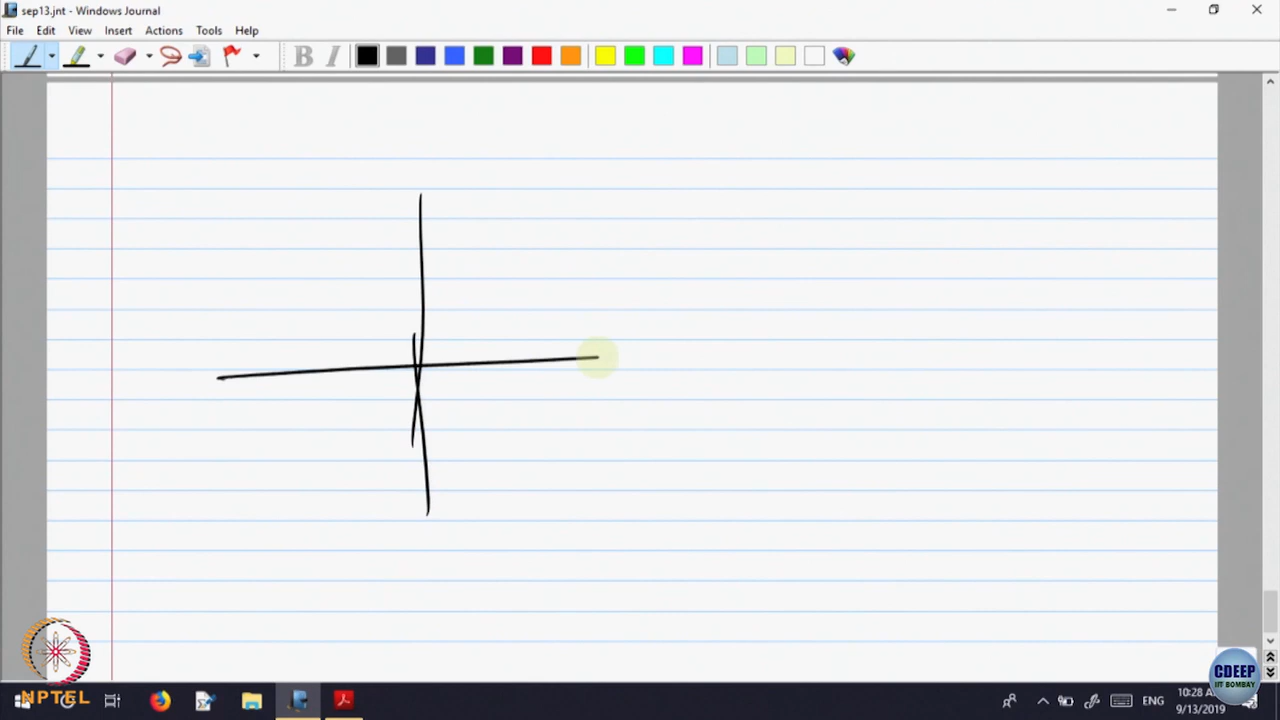 sep13.jnt - Windows Journal
File Edit View Insert Actions Tools Help
B I
CDEEP
IIT BOMBAY
NPTEL
ENG
10:28 A
9/13/2019